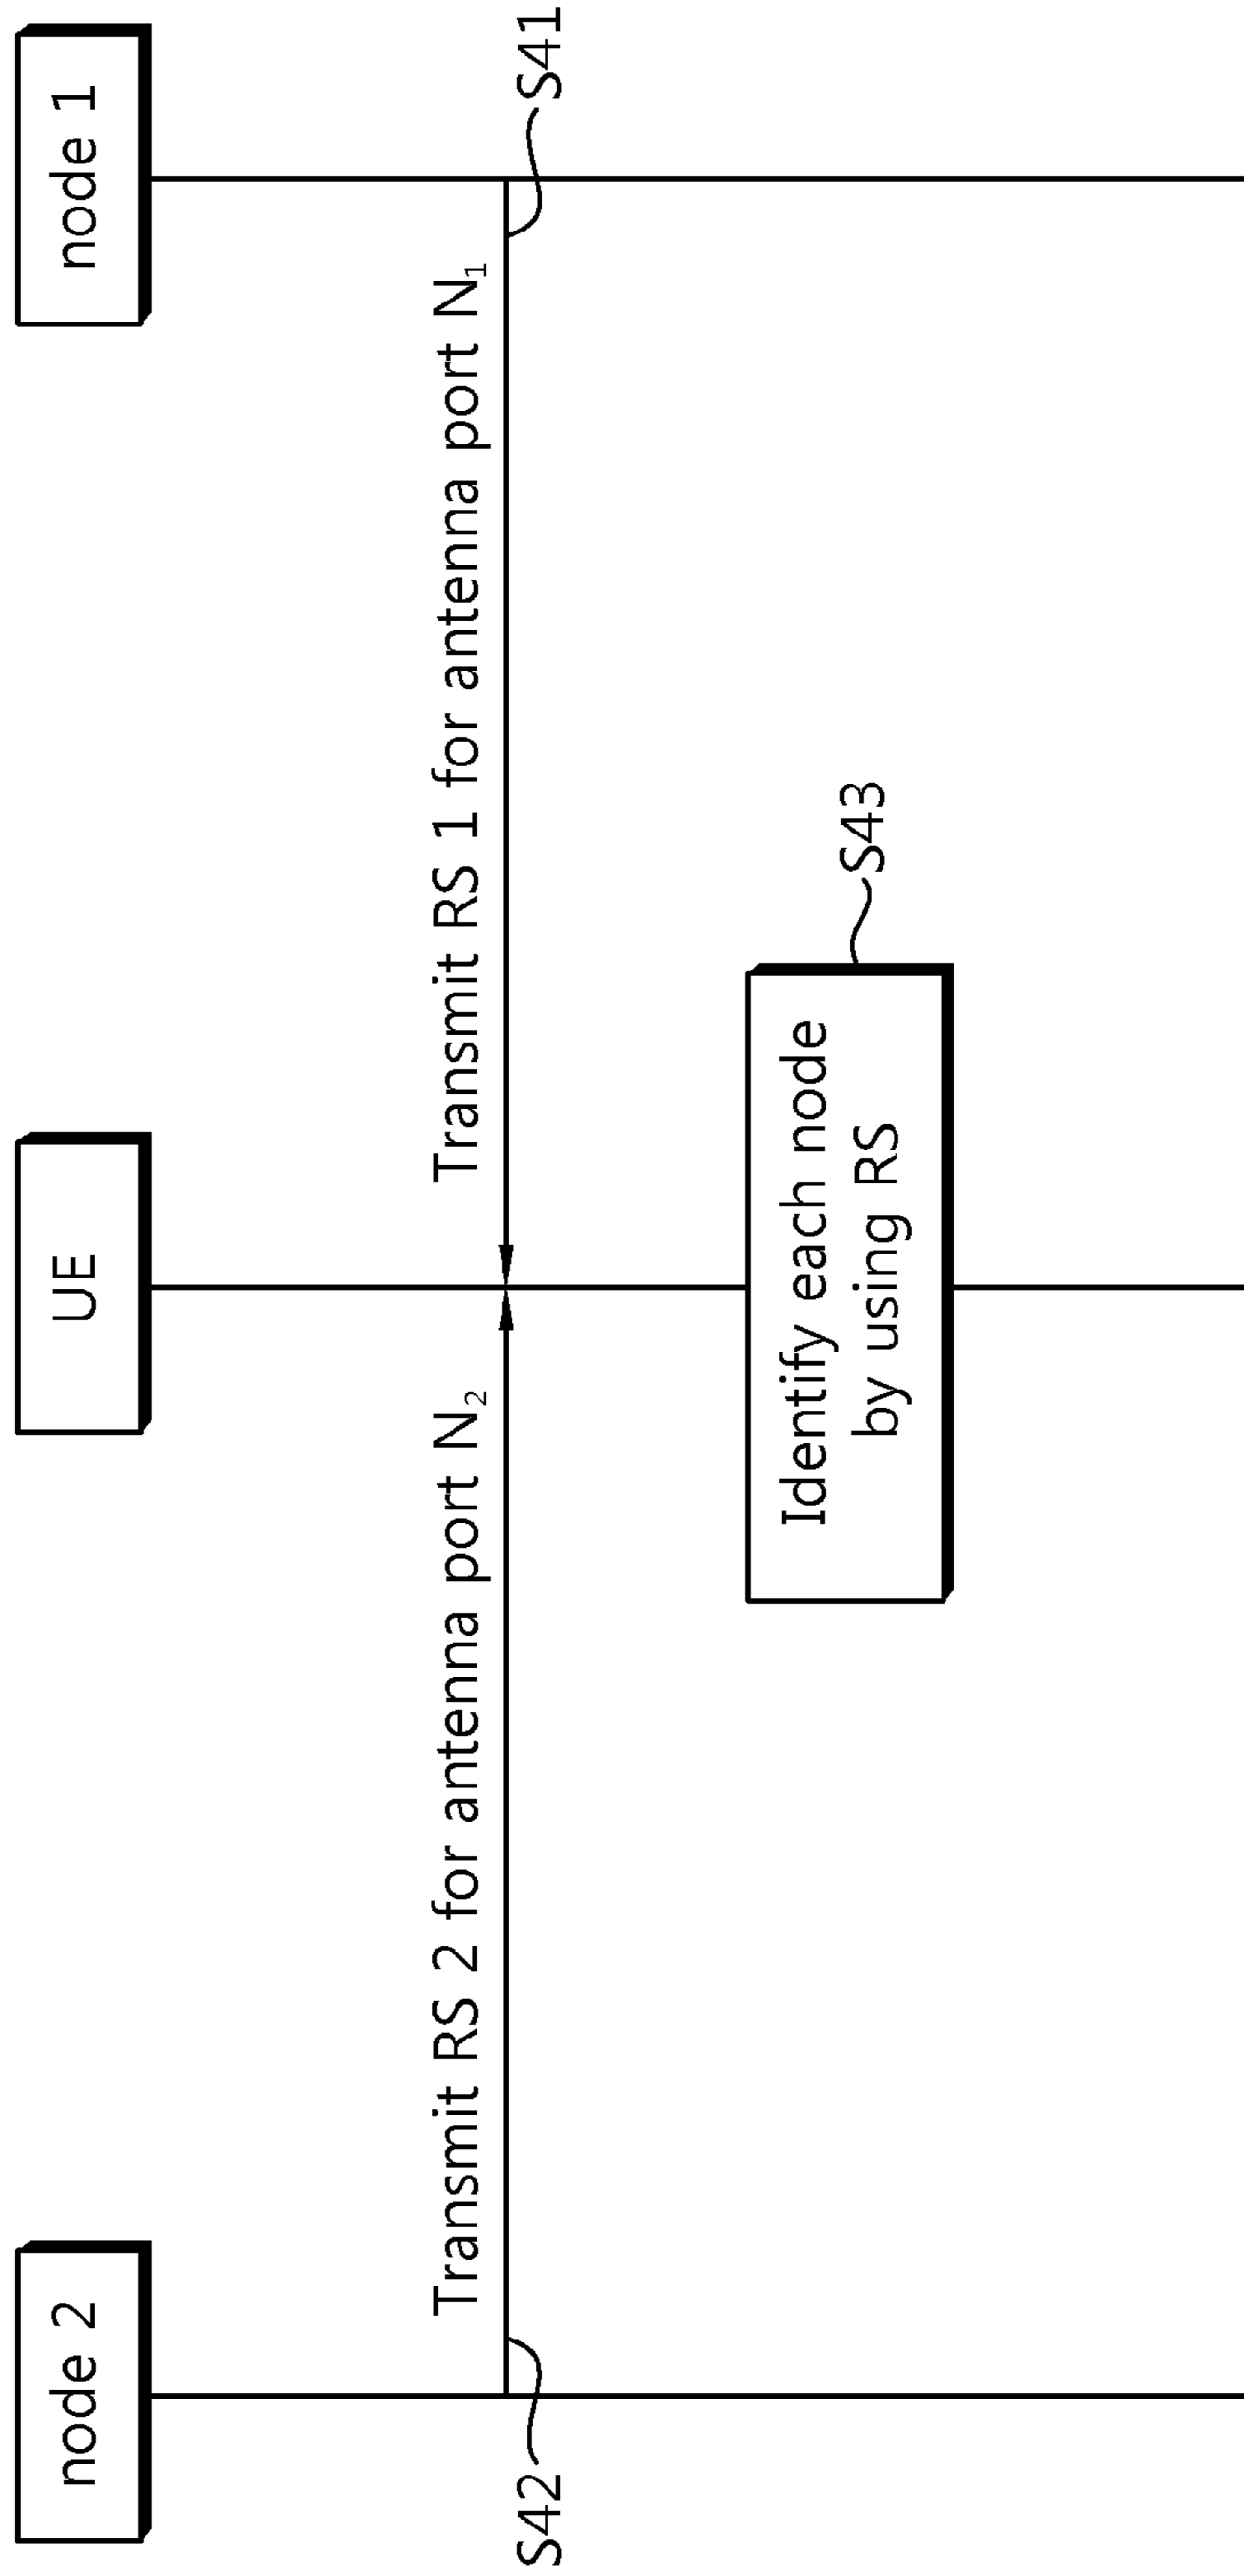 node 2
UE
node 1
Transmit RS 2 for antenna port N₂
Transmit RS 1 for antenna port N₁
S42
S41
Identify each node
by using RS
S43